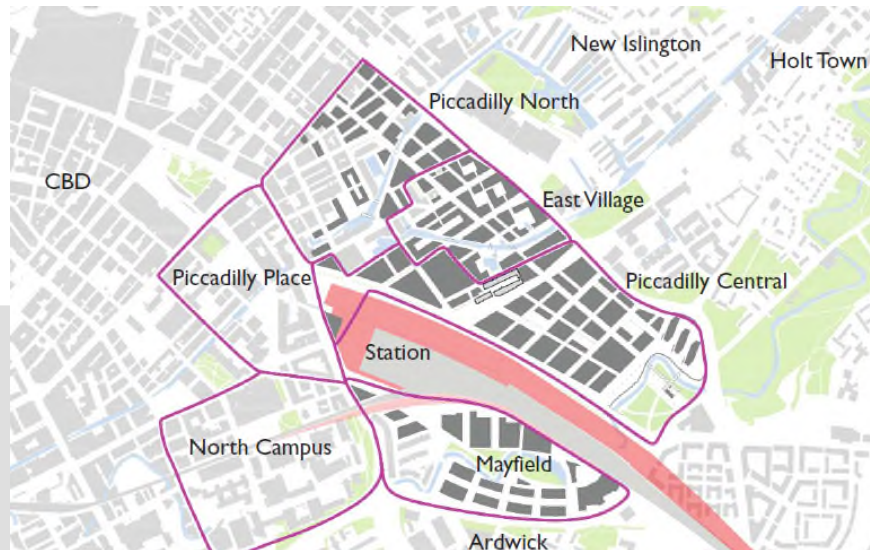 New Islington
Holt Town
Piccadilly North
CBD
East Village
Piccadilly Place
Piccadilly Central
Station
North Campus
Mayfield
Ardwick